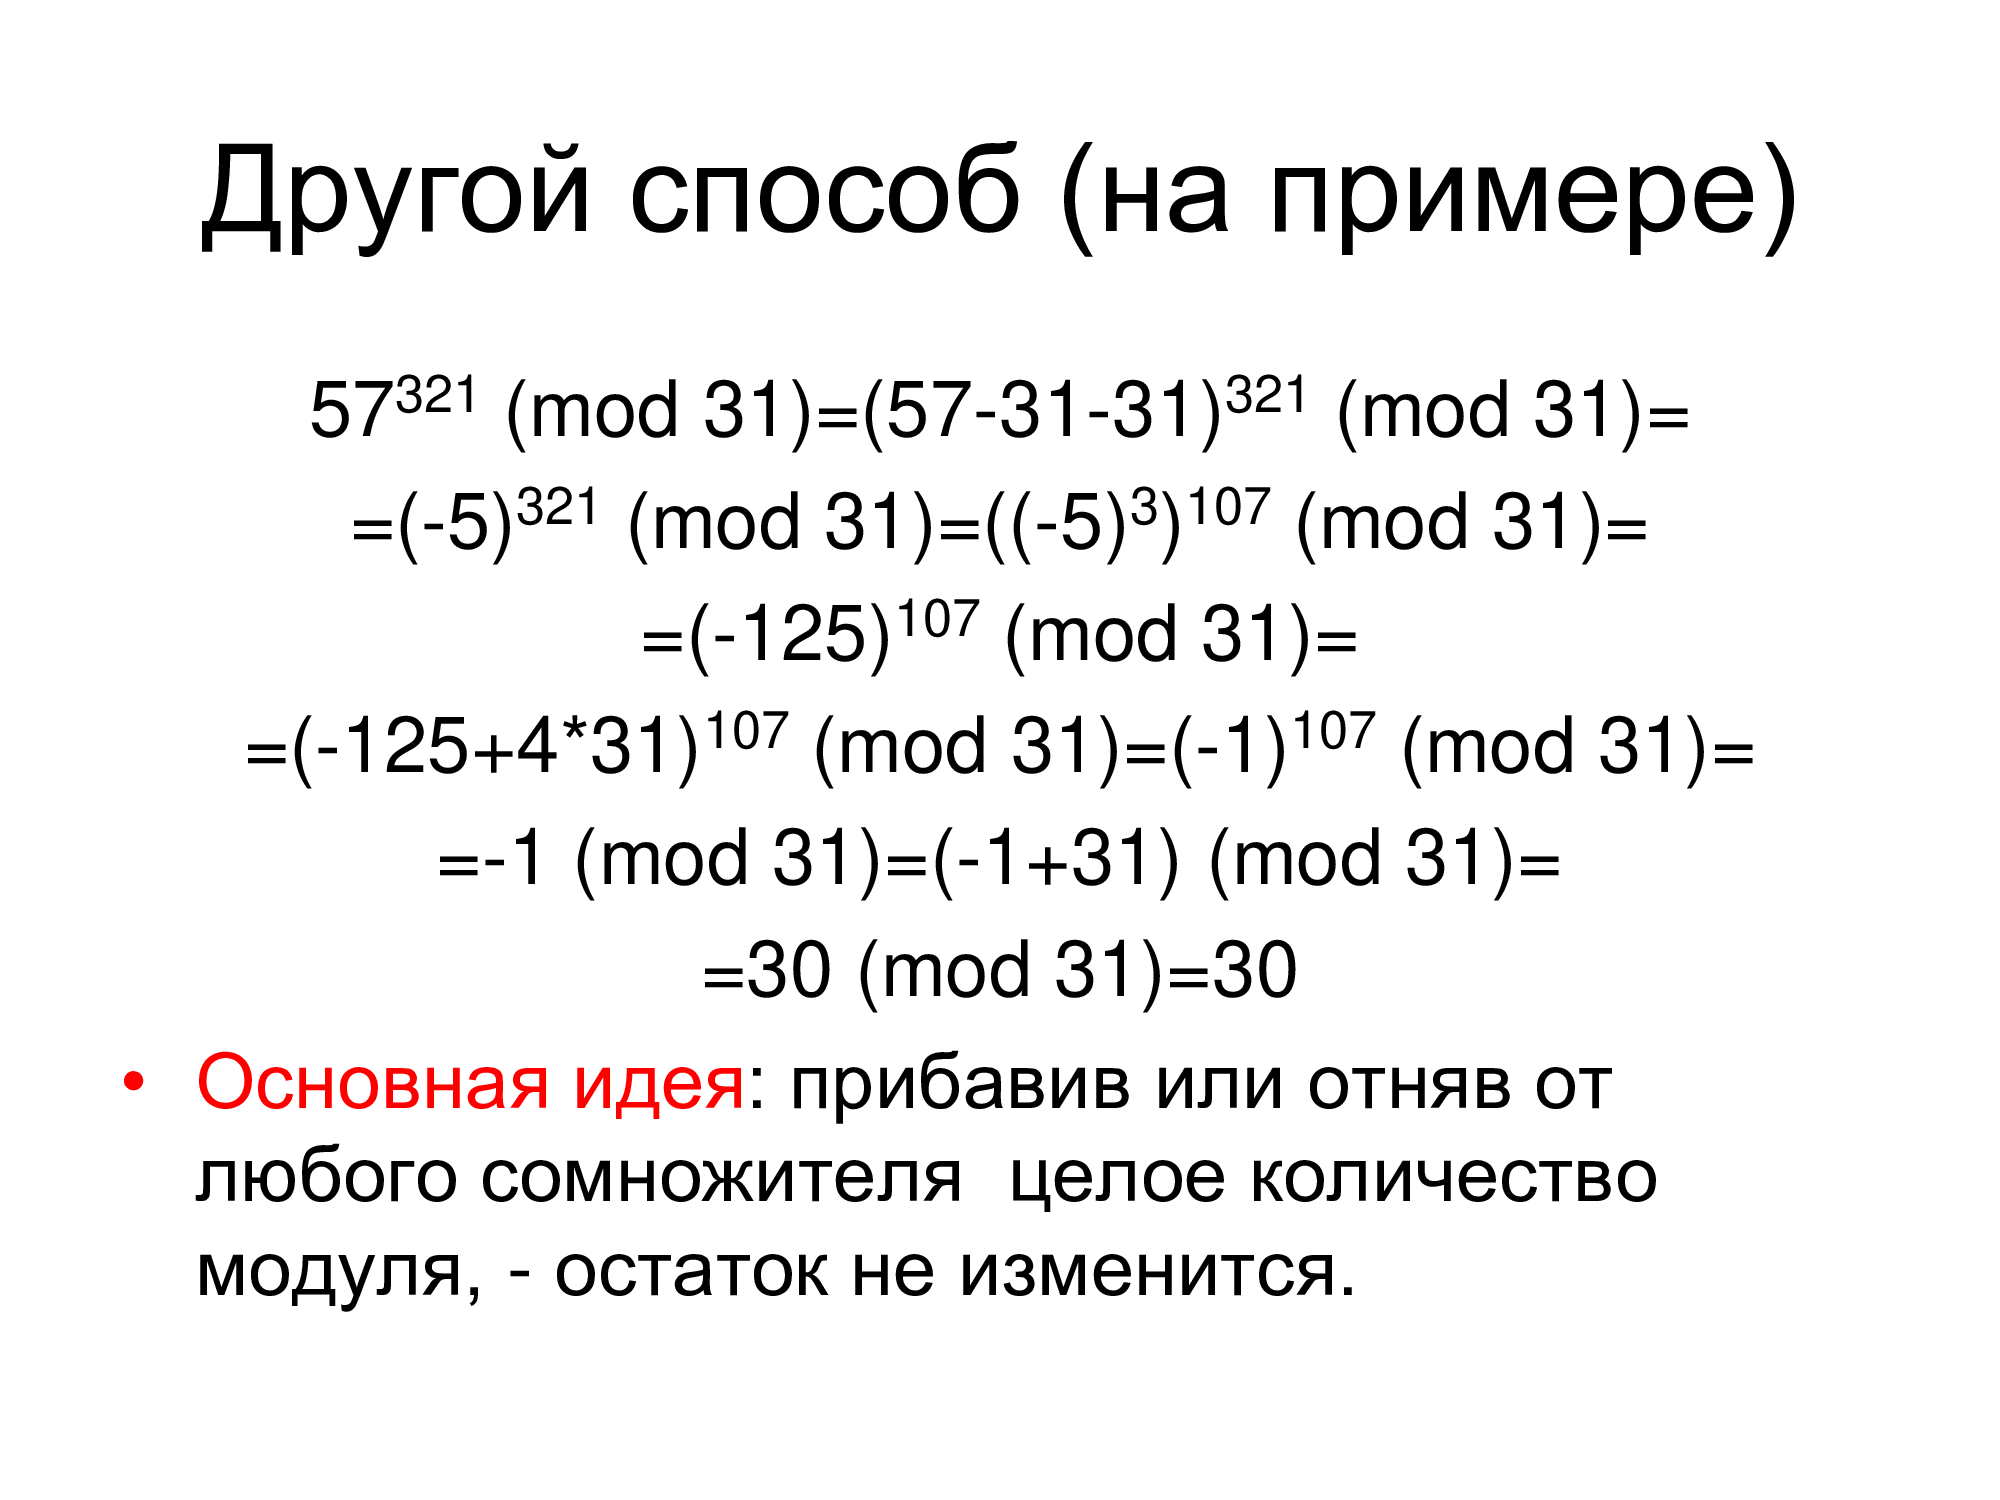 Другой способ (на примере)
57³²¹ (mod 31)=(57-31-31)³²¹ (mod 31)=
=(-5)³²¹ (mod 31)=((-5)³)¹⁰⁷ (mod 31)=
=(-125)¹⁰⁷ (mod 31)=
=(-125+4*31)¹⁰⁷ (mod 31)=(-1)¹⁰⁷ (mod 31)=
=-1 (mod 31)=(-1+31) (mod 31)=
=30 (mod 31)=30
• Основная идея: прибавив или отняв от
любого сомножителя целое количество
модуля, - остаток не изменится.